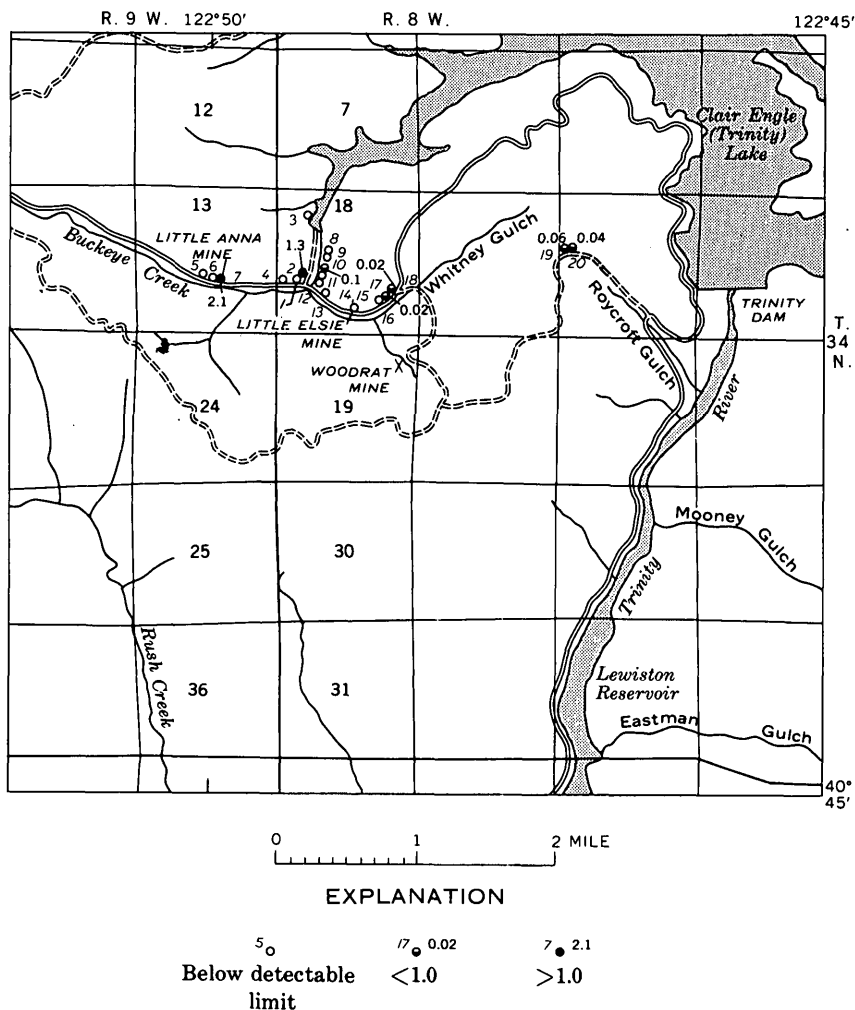 R. 9 W. 122°50′ R. 8 W. 122°45′
12
7
Clair Engle
(Trinity)
Lake
13
18
3
Buckeye
Creek
LITTLE ANNA
MINE
1.3
8
9
10
11
0.1
5
6
7
2.1
4
2
1
12
13
14
15
17
0.02
18
0.02
16
Whitney Gulch
0.06
0.04
19
20
LITTLE ELSIE
MINE
WOODRAT
MINE
X
Roycroft Gulch
TRINITY
DAM
T.
34
N.
River
24
19
Mooney
Gulch
25
30
Trinity
Rush Creek
36
31
Lewiston
Reservoir
Eastman
Gulch
40°
45′
0 1 2 MILE
EXPLANATION
5 17 0.02 7 2.1
Below detectable <1.0 >1.0
limit